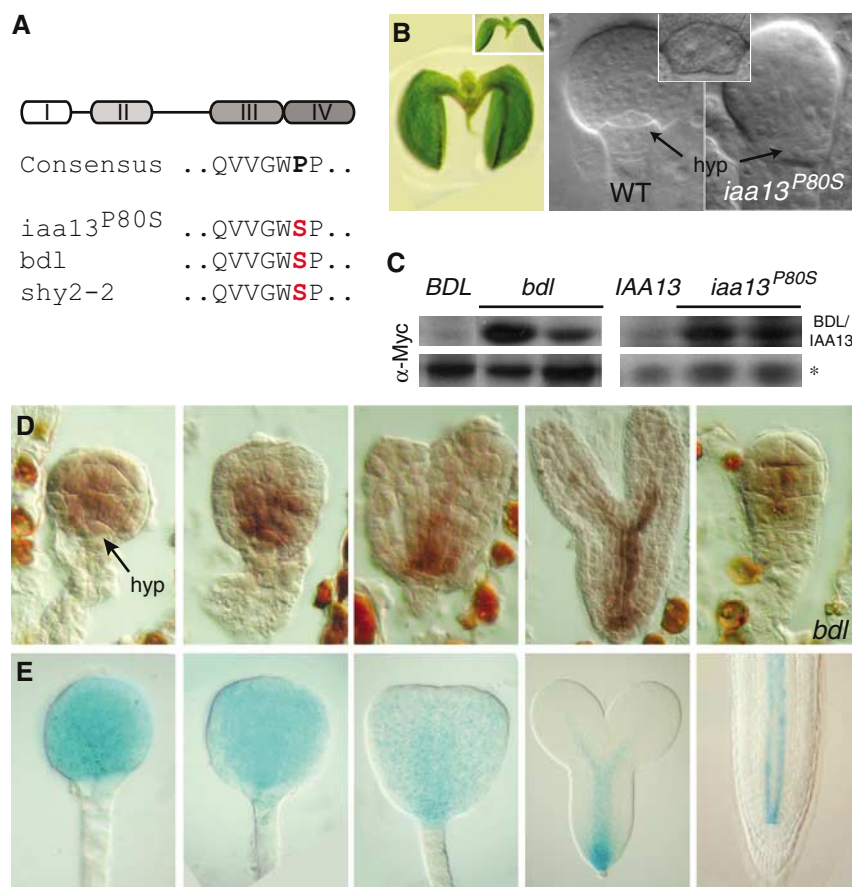 A
I II III IV
Consensus ..QVVGWPP..
iaa13P80S ..QVVGWSP..
bdl ..QVVGWSP..
shy2-2 ..QVVGWSP..
B
hyp
WT
iaa13P80S
C
BDL bdl IAA13 iaa13P80S
α-Myc
BDL/
IAA13
*
D
hyp
bdl
E